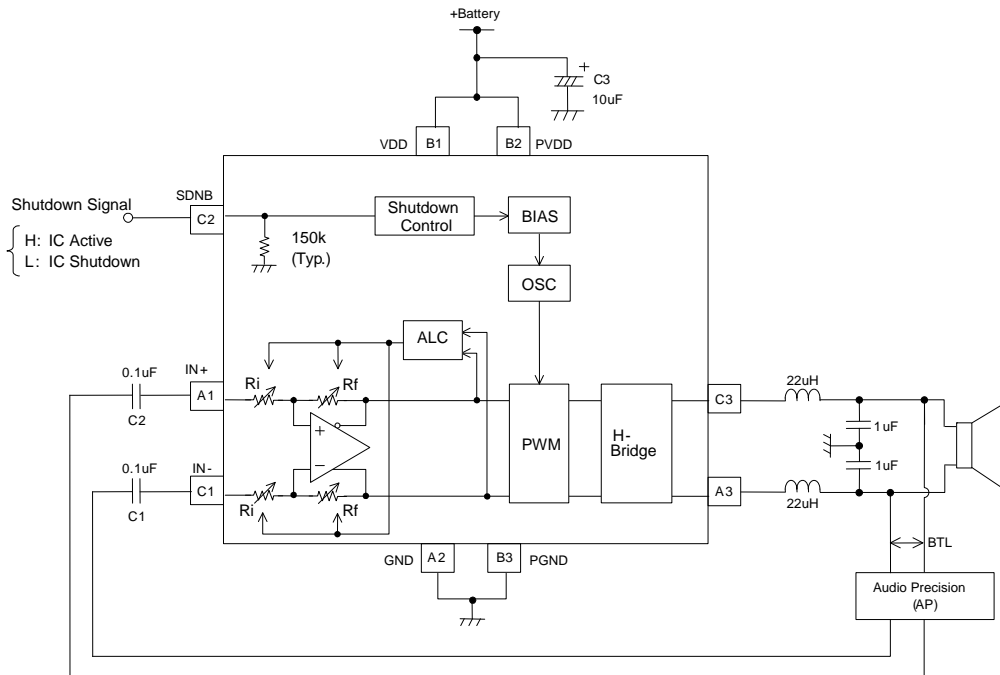 +Battery
+
C3
10uF
VDD
B1
B2
PVDD
SDNB
Shutdown Signal
C2
H: IC Active
L: IC Shutdown
150k
(Typ.)
Shutdown
Control
BIAS
OSC
ALC
IN+
0.1uF
A1
C2
Ri
Rf
+
−
PWM
H-
Bridge
C3
22uH
1uF
1uF
IN-
0.1uF
C1
C1
Ri
Rf
A3
22uH
GND
A2
B3
PGND
BTL
Audio Precision
(AP)